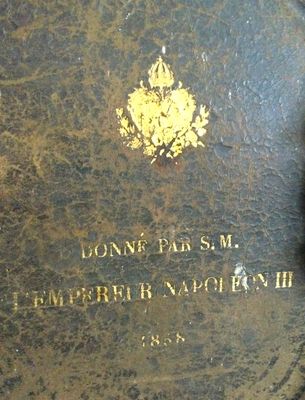 DONNÉ PAR S.M.
L'EMPEREUR NAPOLEON III
1858